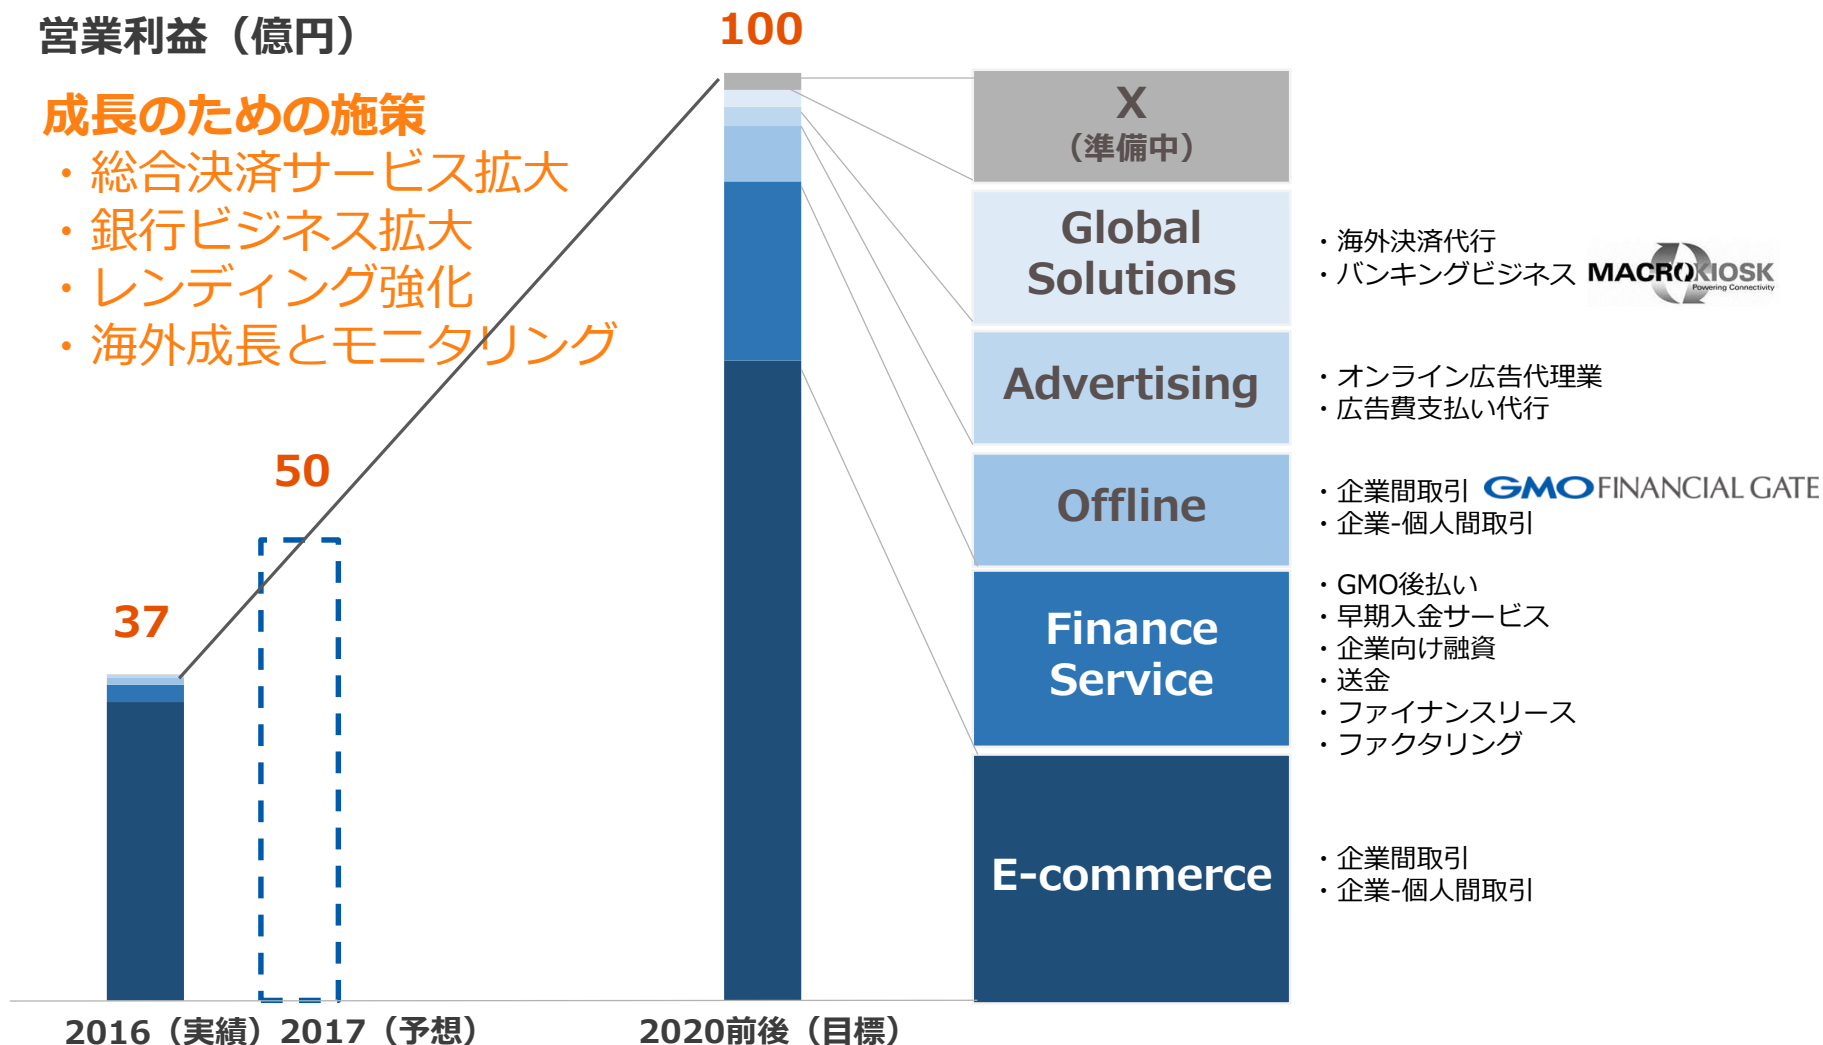 営業利益（億円）
成長のための施策
・総合決済サービス拡大
・銀行ビジネス拡大
・レンディング強化
・海外成長とモニタリング
37
50
100
2016（実績）
2017（予想）
2020前後（目標）
X
（準備中）
Global
Solutions
・海外決済代行
・バンキングビジネス
MACROKIOSK
Powering Connectivity
Advertising
・オンライン広告代理業
・広告費支払い代行
Offline
・企業間取引
GMO FINANCIAL GATE
・企業-個人間取引
Finance
Service
・GMO後払い
・早期入金サービス
・企業向け融資
・送金
・ファイナンスリース
・ファクタリング
E-commerce
・企業間取引
・企業-個人間取引